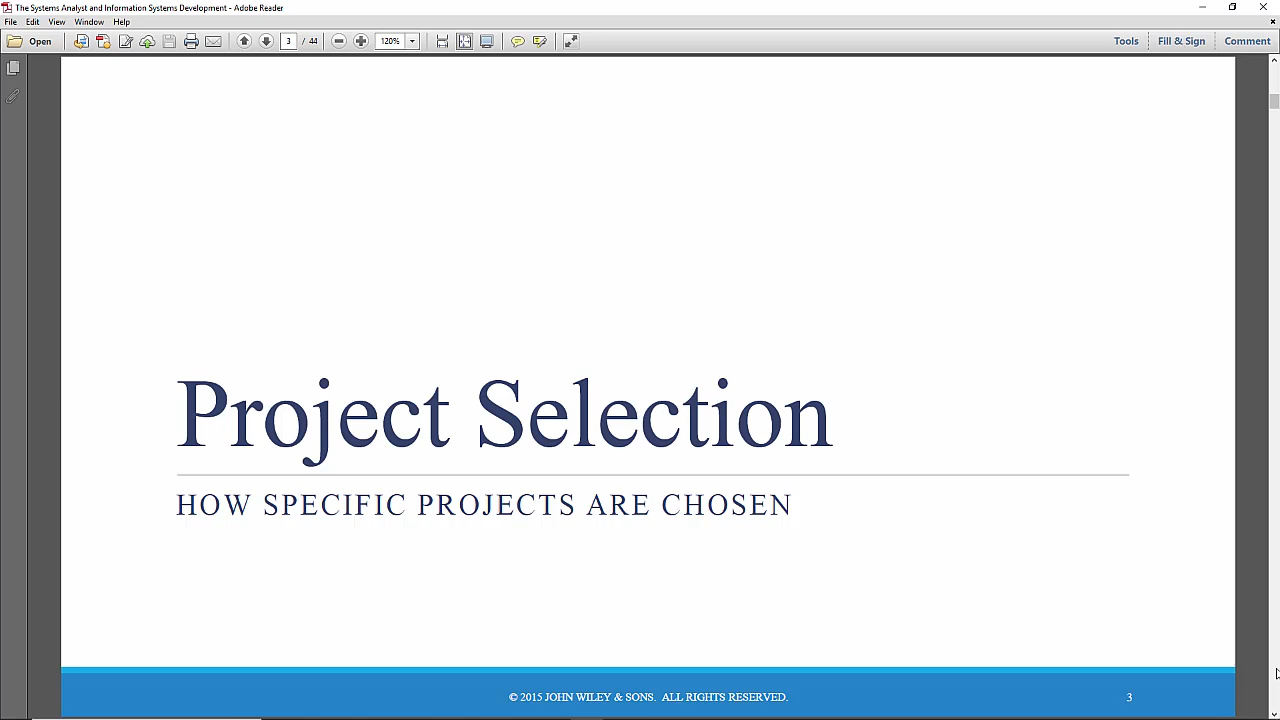 The Systems Analyst and Information Systems Development - Adobe Reader
File Edit View Window Help
Open 3 / 44 120% Tools Fill & Sign Comment
Project Selection
HOW SPECIFIC PROJECTS ARE CHOSEN
© 2015 JOHN WILEY & SONS. ALL RIGHTS RESERVED. 3